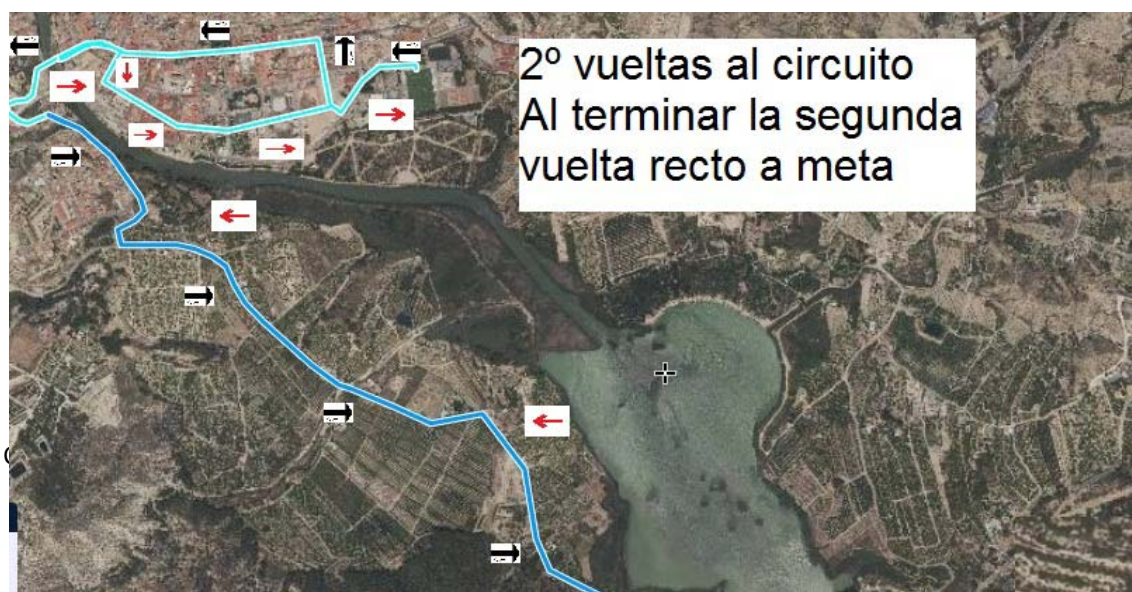 2º vueltas al circuito
Al terminar la segunda
vuelta recto a meta